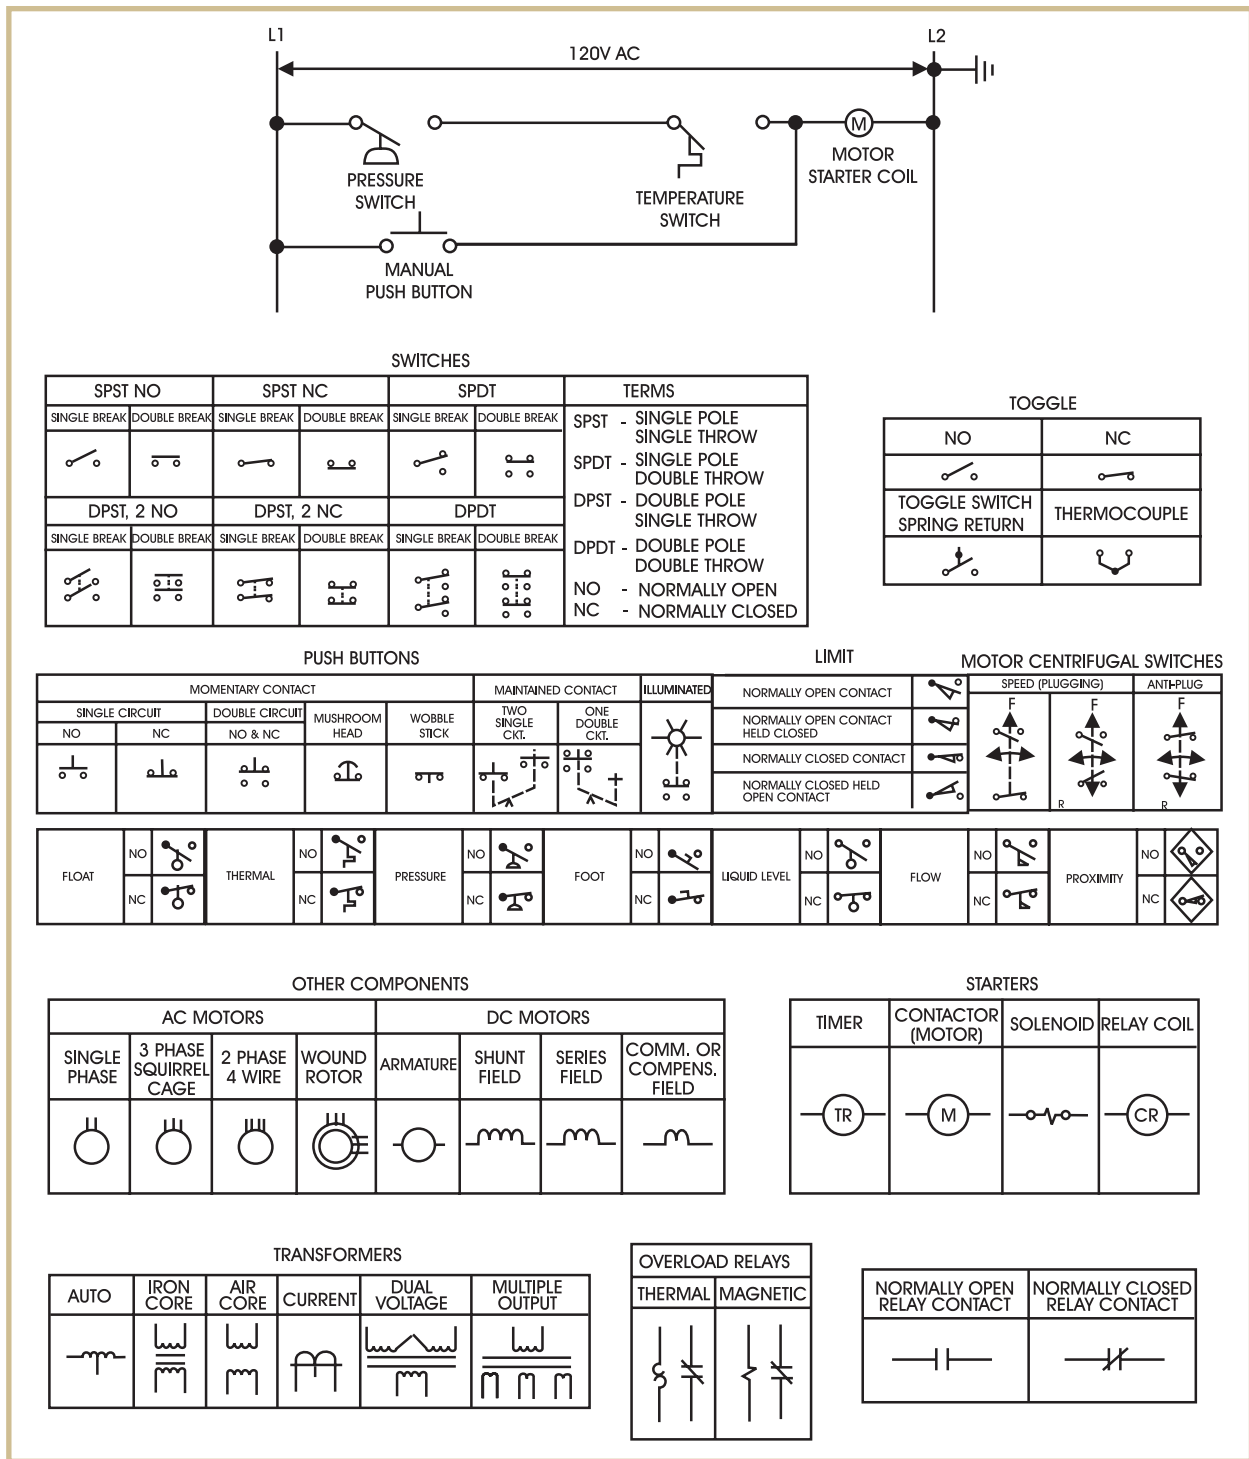 L1
L2
120V AC
M
MOTOR
STARTER COIL
PRESSURE
SWITCH
TEMPERATURE
SWITCH
MANUAL
PUSH BUTTON
SWITCHES
SPST NO
SPST NC
SPDT
TERMS
SINGLE BREAK
DOUBLE BREAK
SINGLE BREAK
DOUBLE BREAK
SINGLE BREAK
DOUBLE BREAK
SPST - SINGLE POLE
SINGLE THROW
SPDT - SINGLE POLE
DOUBLE THROW
DPST - DOUBLE POLE
SINGLE THROW
DPDT - DOUBLE POLE
DOUBLE THROW
NO - NORMALLY OPEN
NC - NORMALLY CLOSED
DPST, 2 NO
DPST, 2 NC
DPDT
SINGLE BREAK
DOUBLE BREAK
SINGLE BREAK
DOUBLE BREAK
SINGLE BREAK
DOUBLE BREAK
TOGGLE
NO
NC
TOGGLE SWITCH
SPRING RETURN
THERMOCOUPLE
PUSH BUTTONS
MOMENTARY CONTACT
MAINTAINED CONTACT
ILLUMINATED
SINGLE CIRCUIT
DOUBLE CIRCUIT
MUSHROOM
HEAD
WOBBLE
STICK
TWO
SINGLE
CKT.
ONE
DOUBLE
CKT.
NO
NC
NO & NC
LIMIT
NORMALLY OPEN CONTACT
NORMALLY OPEN CONTACT
HELD CLOSED
NORMALLY CLOSED CONTACT
NORMALLY CLOSED HELD
OPEN CONTACT
MOTOR CENTRIFUGAL SWITCHES
SPEED (PLUGGING)
ANTI-PLUG
F
F
F
R
R
FLOAT
NO
NC
THERMAL
NO
NC
PRESSURE
NO
NC
FOOT
NO
NC
LIQUID LEVEL
NO
NC
FLOW
NO
NC
PROXIMITY
NO
NC
OTHER COMPONENTS
AC MOTORS
DC MOTORS
SINGLE
PHASE
3 PHASE
SQUIRREL
CAGE
2 PHASE
4 WIRE
WOUND
ROTOR
ARMATURE
SHUNT
FIELD
SERIES
FIELD
COMM. OR
COMPENS.
FIELD
STARTERS
TIMER
CONTACTOR
(MOTOR)
SOLENOID
RELAY COIL
TR
M
CR
TRANSFORMERS
AUTO
IRON
CORE
AIR
CORE
CURRENT
DUAL
VOLTAGE
MULTIPLE
OUTPUT
OVERLOAD RELAYS
THERMAL
MAGNETIC
NORMALLY OPEN
RELAY CONTACT
NORMALLY CLOSED
RELAY CONTACT